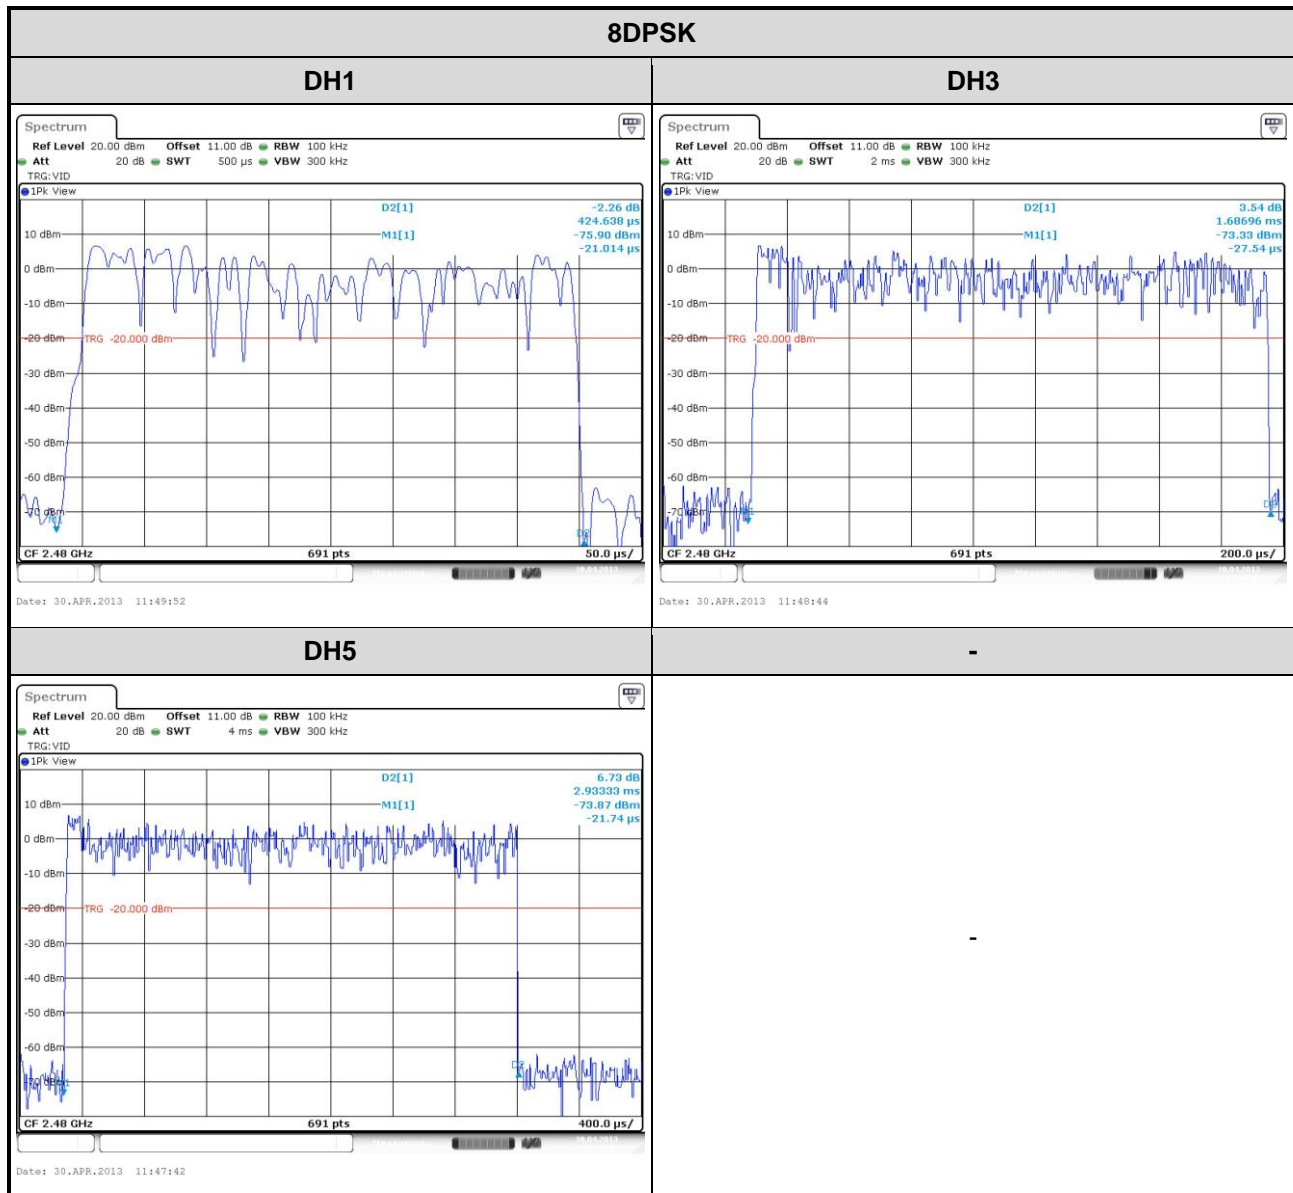 8DPSK
DH1
DH3
Spectrum
Ref Level 20.00 dBm Offset 11.00 dB RBW 100 kHz
Att 20 dB SWT 500 µs VBW 300 kHz
TRG:VID
1Pk View
D2[1] -2.26 dB
424.638 µs
M1[1] -75.90 dBm
-21.014 µs
10 dBm
0 dBm
-10 dBm
-20 dBm TRG -20.000 dBm
-30 dBm
-40 dBm
-50 dBm
-60 dBm
-70 dBm
CF 2.48 GHz 691 pts 50.0 µs/
Date: 30.APR.2013 11:49:52
Spectrum
Ref Level 20.00 dBm Offset 11.00 dB RBW 100 kHz
Att 20 dB SWT 2 ms VBW 300 kHz
TRG:VID
1Pk View
D2[1] 3.54 dB
1.68696 ms
M1[1] -73.33 dBm
-27.54 µs
10 dBm
0 dBm
-10 dBm
-20 dBm TRG -20.000 dBm
-30 dBm
-40 dBm
-50 dBm
-60 dBm
-70 dBm
CF 2.48 GHz 691 pts 200.0 µs/
Date: 30.APR.2013 11:48:44
DH5
-
Spectrum
Ref Level 20.00 dBm Offset 11.00 dB RBW 100 kHz
Att 20 dB SWT 4 ms VBW 300 kHz
TRG:VID
1Pk View
D2[1] 6.73 dB
2.93333 ms
M1[1] -73.87 dBm
-21.74 µs
10 dBm
0 dBm
-10 dBm
-20 dBm TRG -20.000 dBm
-30 dBm
-40 dBm
-50 dBm
-60 dBm
-70 dBm
CF 2.48 GHz 691 pts 400.0 µs/
Date: 30.APR.2013 11:47:42
-